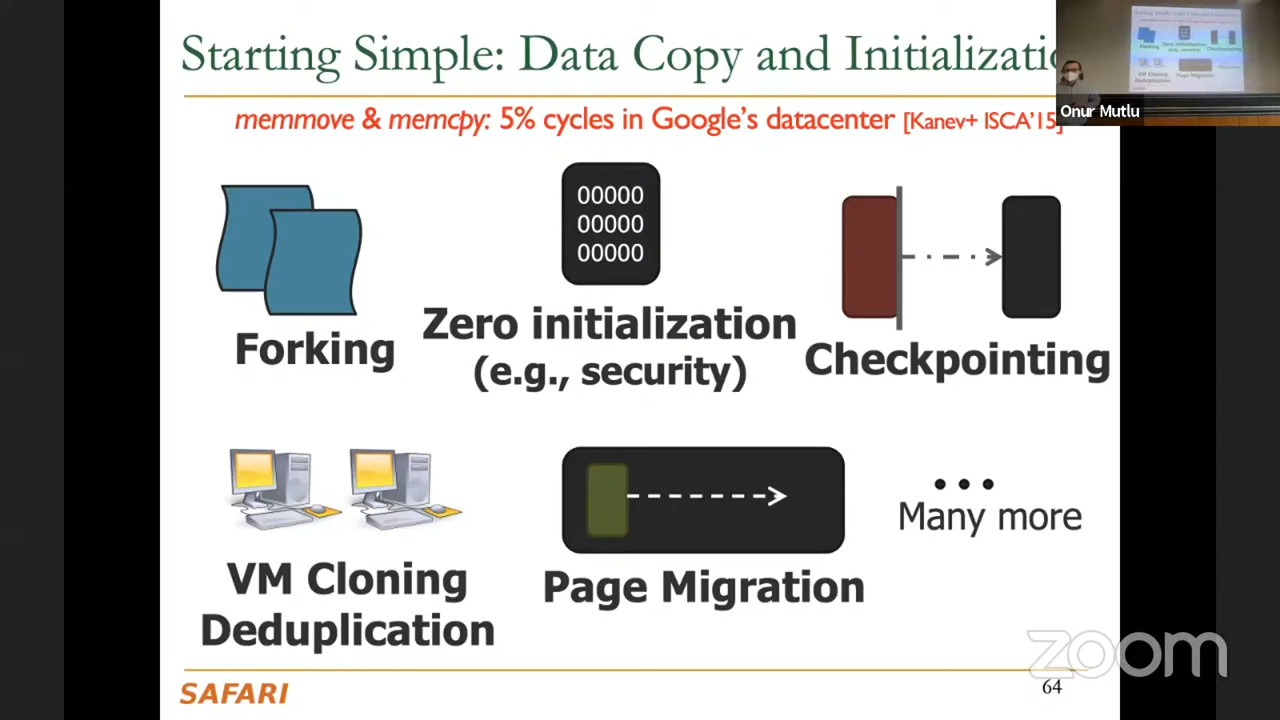 Starting Simple: Data Copy and Initializatio
memmove & memcpy: 5% cycles in Google's datacenter [Kanev+ ISCA'15]
Onur Mutlu
00000
00000
00000
Forking
Zero initialization
(e.g., security)
Checkpointing
VM Cloning
Deduplication
Page Migration
•••
Many more
zoom
SAFARI
64